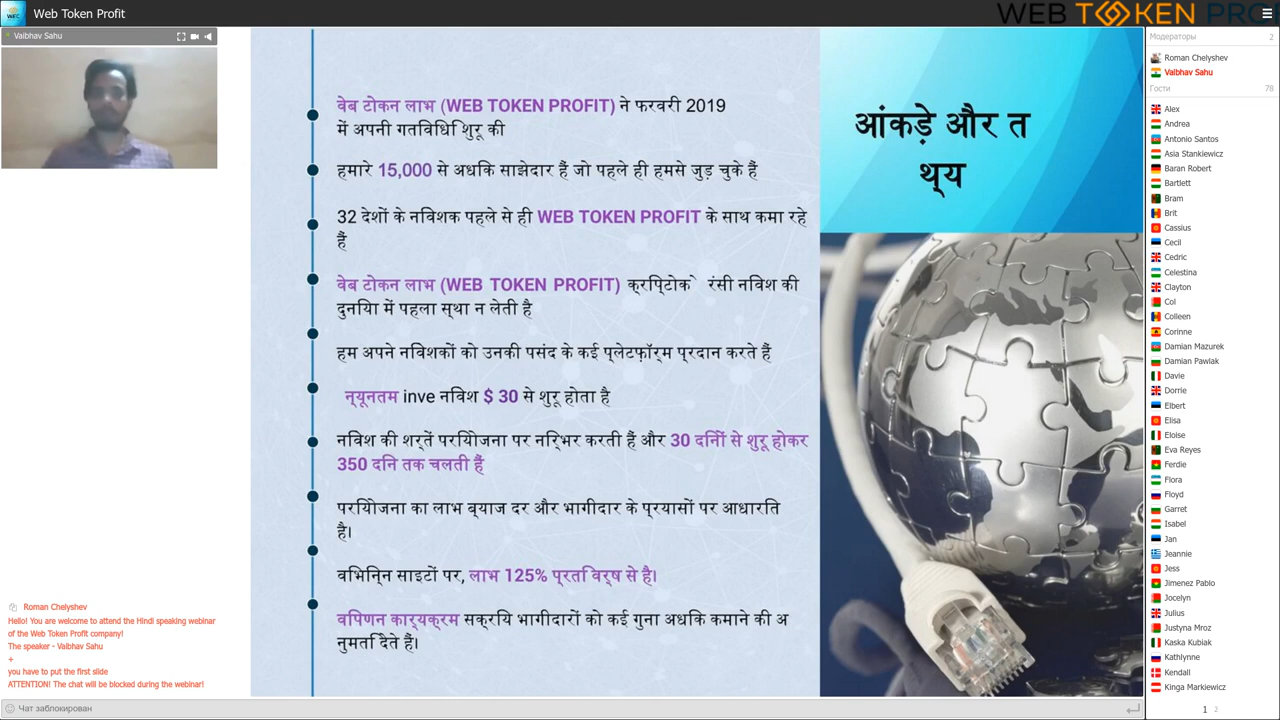 Web Token Profit
WEB TOKEN PRO
Vaibhav Sahu
वेब टोकन लाभ (WEB TOKEN PROFIT) ने फरवरी 2019
में अपनी गतिविधि शुरू की
हमारे 15,000 से अधिक साझेदार हैं जो पहले ही हमसे जुड़ चुके हैं
32 देशों के निवेशक पहले से ही WEB TOKEN PROFIT के साथ कमा रहे
हैं
वेब टोकन लाभ (WEB TOKEN PROFIT) क्रिप्टोक रेंसी निवेश की
दुनिया में पहला स्था न लेती है
हम अपने निवेशकों को उनकी पसंद के कई प्लेटफ़ॉर्म प्रदान करते हैं
न्यूनतम inve निवेश $ 30 से शुरू होता है
निवेश की शर्तें परियोजना पर निर्भर करती हैं और 30 दिनों से शुरू होकर
350 दिन तक चलती हैं
परियोजना का लाभ ब्याज दर और भागीदार के प्रयासों पर आधारित
है।
विभिन्न साइटों पर, लाभ 125% प्रति वर्ष से है।
विपणन कार्यक्रम सक्रिय भागीदारों को कई गुना अधिक कमाने की अ
नुमति देते हैं।
आंकड़े और त
थ्य
Roman Chelyshev
Hello! You are welcome to attend the Hindi speaking webinar
of the Web Token Profit company!
The speaker - Vaibhav Sahu
+
you have to put the first slide
ATTENTION! The chat will be blocked during the webinar!
Чат заблокирован
Модераторы 2
Roman Chelyshev
Vaibhav Sahu
Гости 78
Alex
Andrea
Antonio Santos
Asia Stankiewicz
Baran Robert
Bartlett
Bram
Brit
Cassius
Cecil
Cedric
Celestina
Clayton
Col
Colleen
Corinne
Damian Mazurek
Damian Pawlak
Davie
Dorrie
Elbert
Elisa
Eloise
Eva Reyes
Ferdie
Flora
Floyd
Garret
Isabel
Jan
Jeannie
Jess
Jimenez Pablo
Jocelyn
Julius
Justyna Mroz
Kaska Kubiak
Kathlynne
Kendall
Kinga Markiewicz
1 2